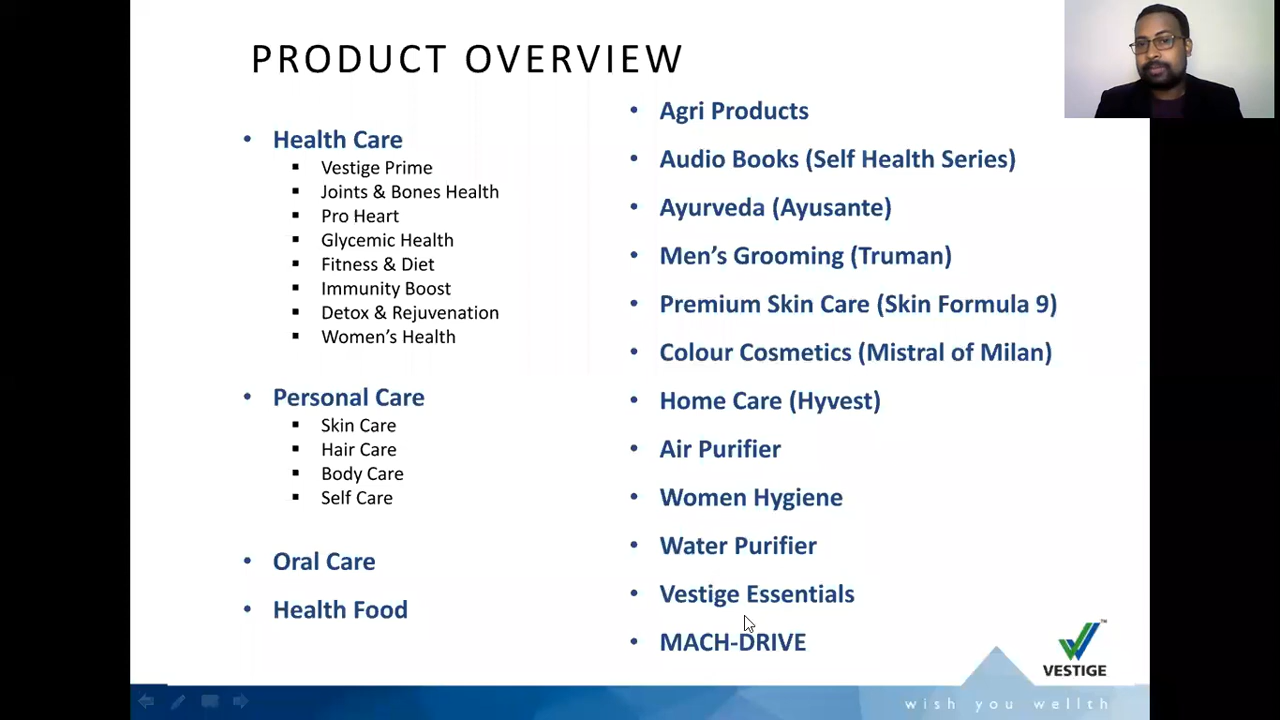 PRODUCT OVERVIEW
Health Care
Vestige Prime
Joints & Bones Health
Pro Heart
Glycemic Health
Fitness & Diet
Immunity Boost
Detox & Rejuvenation
Women’s Health
Personal Care
Skin Care
Hair Care
Body Care
Self Care
Oral Care
Health Food
Agri Products
Audio Books (Self Health Series)
Ayurveda (Ayusante)
Men’s Grooming (Truman)
Premium Skin Care (Skin Formula 9)
Colour Cosmetics (Mistral of Milan)
Home Care (Hyvest)
Air Purifier
Women Hygiene
Water Purifier
Vestige Essentials
MACH-DRIVE
TM
VESTIGE
wish you wellth